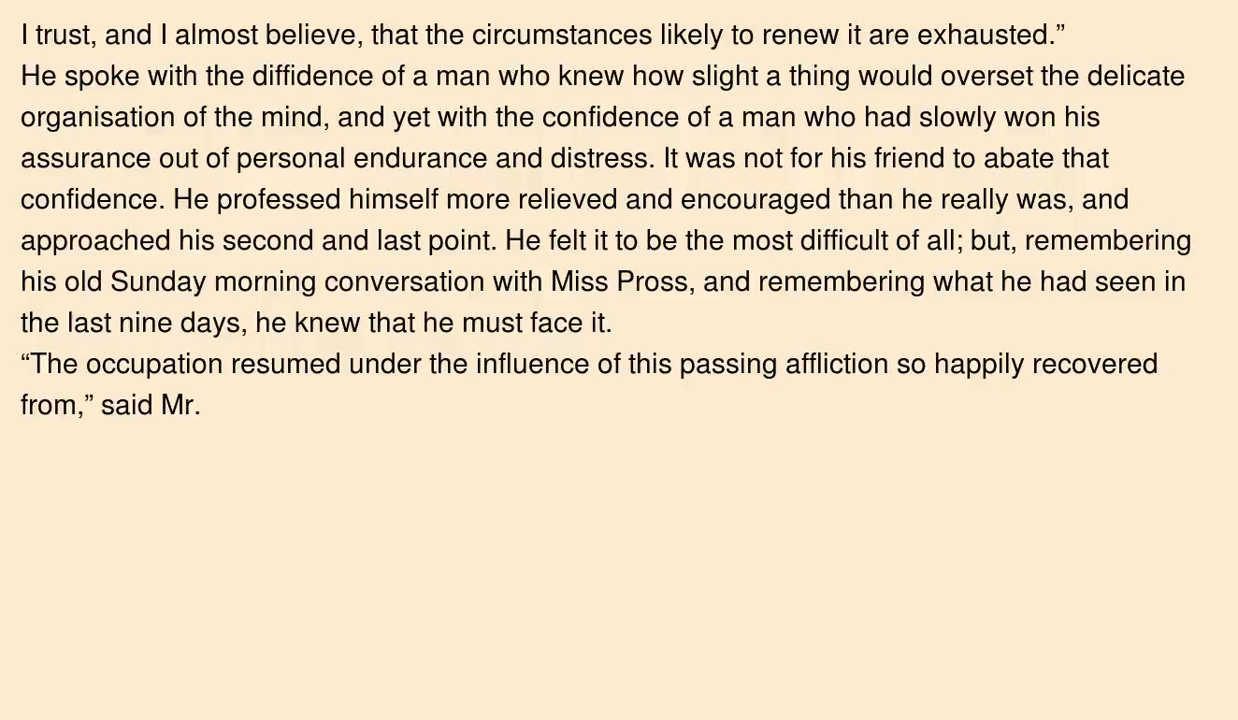 I trust, and I almost believe, that the circumstances likely to renew it are exhausted.”
He spoke with the diffidence of a man who knew how slight a thing would overset the delicate
organisation of the mind, and yet with the confidence of a man who had slowly won his
assurance out of personal endurance and distress. It was not for his friend to abate that
confidence. He professed himself more relieved and encouraged than he really was, and
approached his second and last point. He felt it to be the most difficult of all; but, remembering
his old Sunday morning conversation with Miss Pross, and remembering what he had seen in
the last nine days, he knew that he must face it.
“The occupation resumed under the influence of this passing affliction so happily recovered
from,” said Mr.